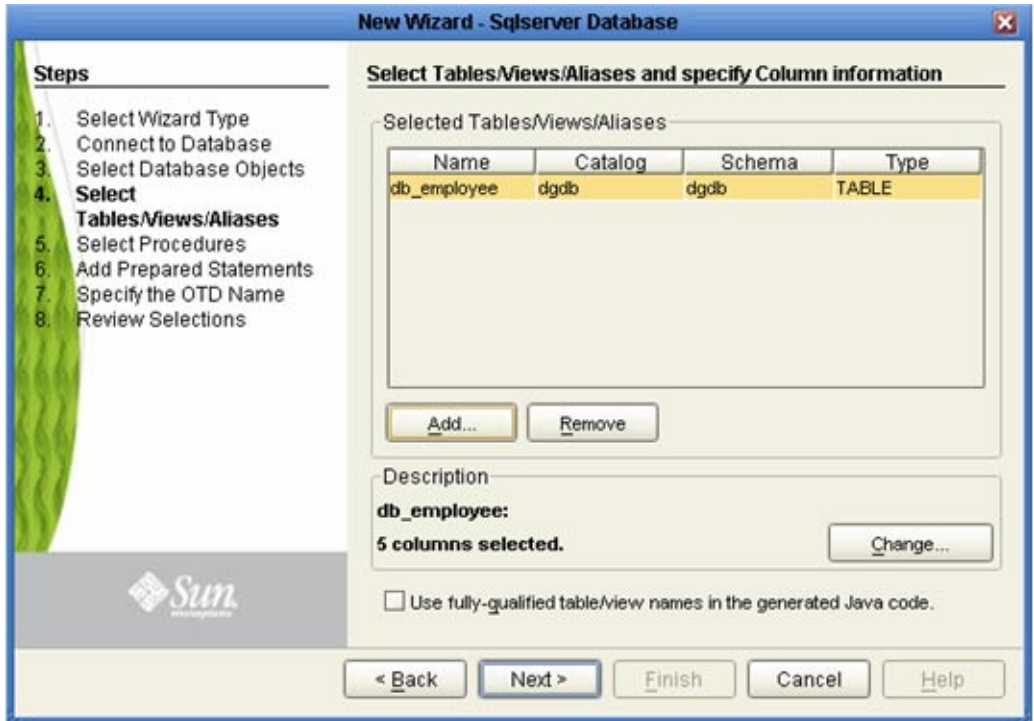 New Wizard - Sqlserver Database
Steps
1. Select Wizard Type
2. Connect to Database
3. Select Database Objects
4. Select
Tables/Views/Aliases
5. Select Procedures
6. Add Prepared Statements
7. Specify the OTD Name
8. Review Selections
Sun
microsystems
Select Tables/Views/Aliases and specify Column information
Selected Tables/Views/Aliases
Name Catalog Schema Type
db_employee dgdb dgdb TABLE
Add... Remove
Description
db_employee:
5 columns selected.
Change...
Use fully-qualified table/view names in the generated Java code.
< Back Next > Finish Cancel Help